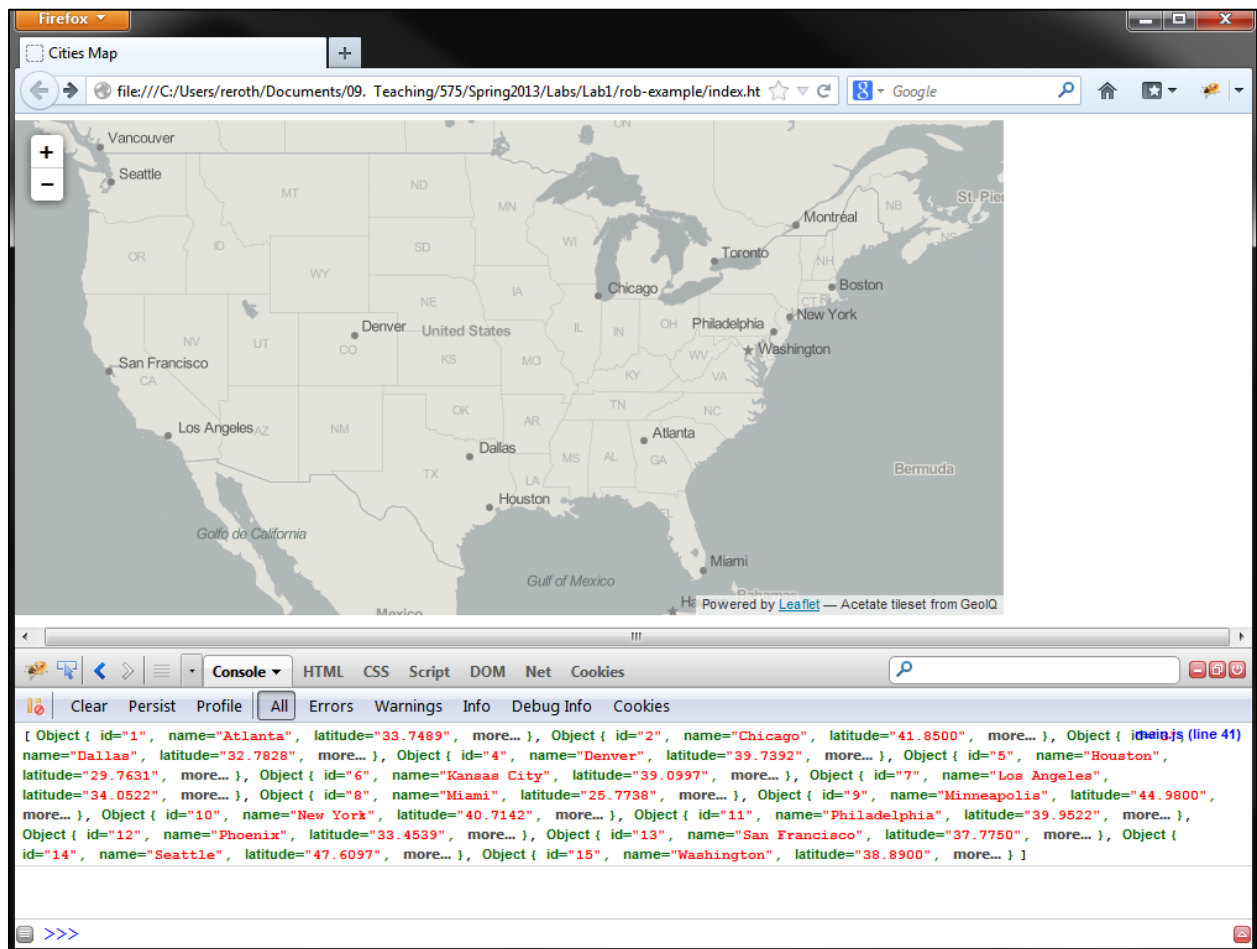 Firefox
Cities Map
+
file:///C:/Users/reroth/Documents/09. Teaching/575/Spring2013/Labs/Lab1/rob-example/index.ht
8 Google
+
−
Vancouver
ON
Seattle
MT
ND
MN
NB
St. Pier
Montréal
NS
OR
ID
SD
WI
Toronto
NH
WY
Boston
Chicago
IA
NE
CT
RI
New York
Denver
United States
IL
IN
OH
Philadelphia
NV
UT
CO
Washington
San Francisco
KS
MO
WV
VA
CA
KY
TN
OK
NC
Los Angeles
AZ
NM
AR
Atlanta
Dallas
MS
AL
GA
TX
Bermuda
LA
Houston
FL
Golfo de California
Miami
Gulf of Mexico
Bahamas
Mexico
Ha
Powered by Leaflet — Acetate tileset from GeoIQ
Console HTML CSS Script DOM Net Cookies
Clear Persist Profile All Errors Warnings Info Debug Info Cookies
[ Object { id="1", name="Atlanta", latitude="33.7489", more... }, Object { id="2", name="Chicago", latitude="41.8500", more... }, Object { main.js (line 41)
name="Dallas", latitude="32.7828", more... }, Object { id="4", name="Denver", latitude="39.7392", more... }, Object { id="5", name="Houston",
latitude="29.7631", more... }, Object { id="6", name="Kansas City", latitude="39.0997", more... }, Object { id="7", name="Los Angeles",
latitude="34.0522", more... }, Object { id="8", name="Miami", latitude="25.7738", more... }, Object { id="9", name="Minneapolis", latitude="44.9800",
more... }, Object { id="10", name="New York", latitude="40.7142", more... }, Object { id="11", name="Philadelphia", latitude="39.9522", more... },
Object { id="12", name="Phoenix", latitude="33.4539", more... }, Object { id="13", name="San Francisco", latitude="37.7750", more... }, Object {
id="14", name="Seattle", latitude="47.6097", more... }, Object { id="15", name="Washington", latitude="38.8900", more... } ]
>>>